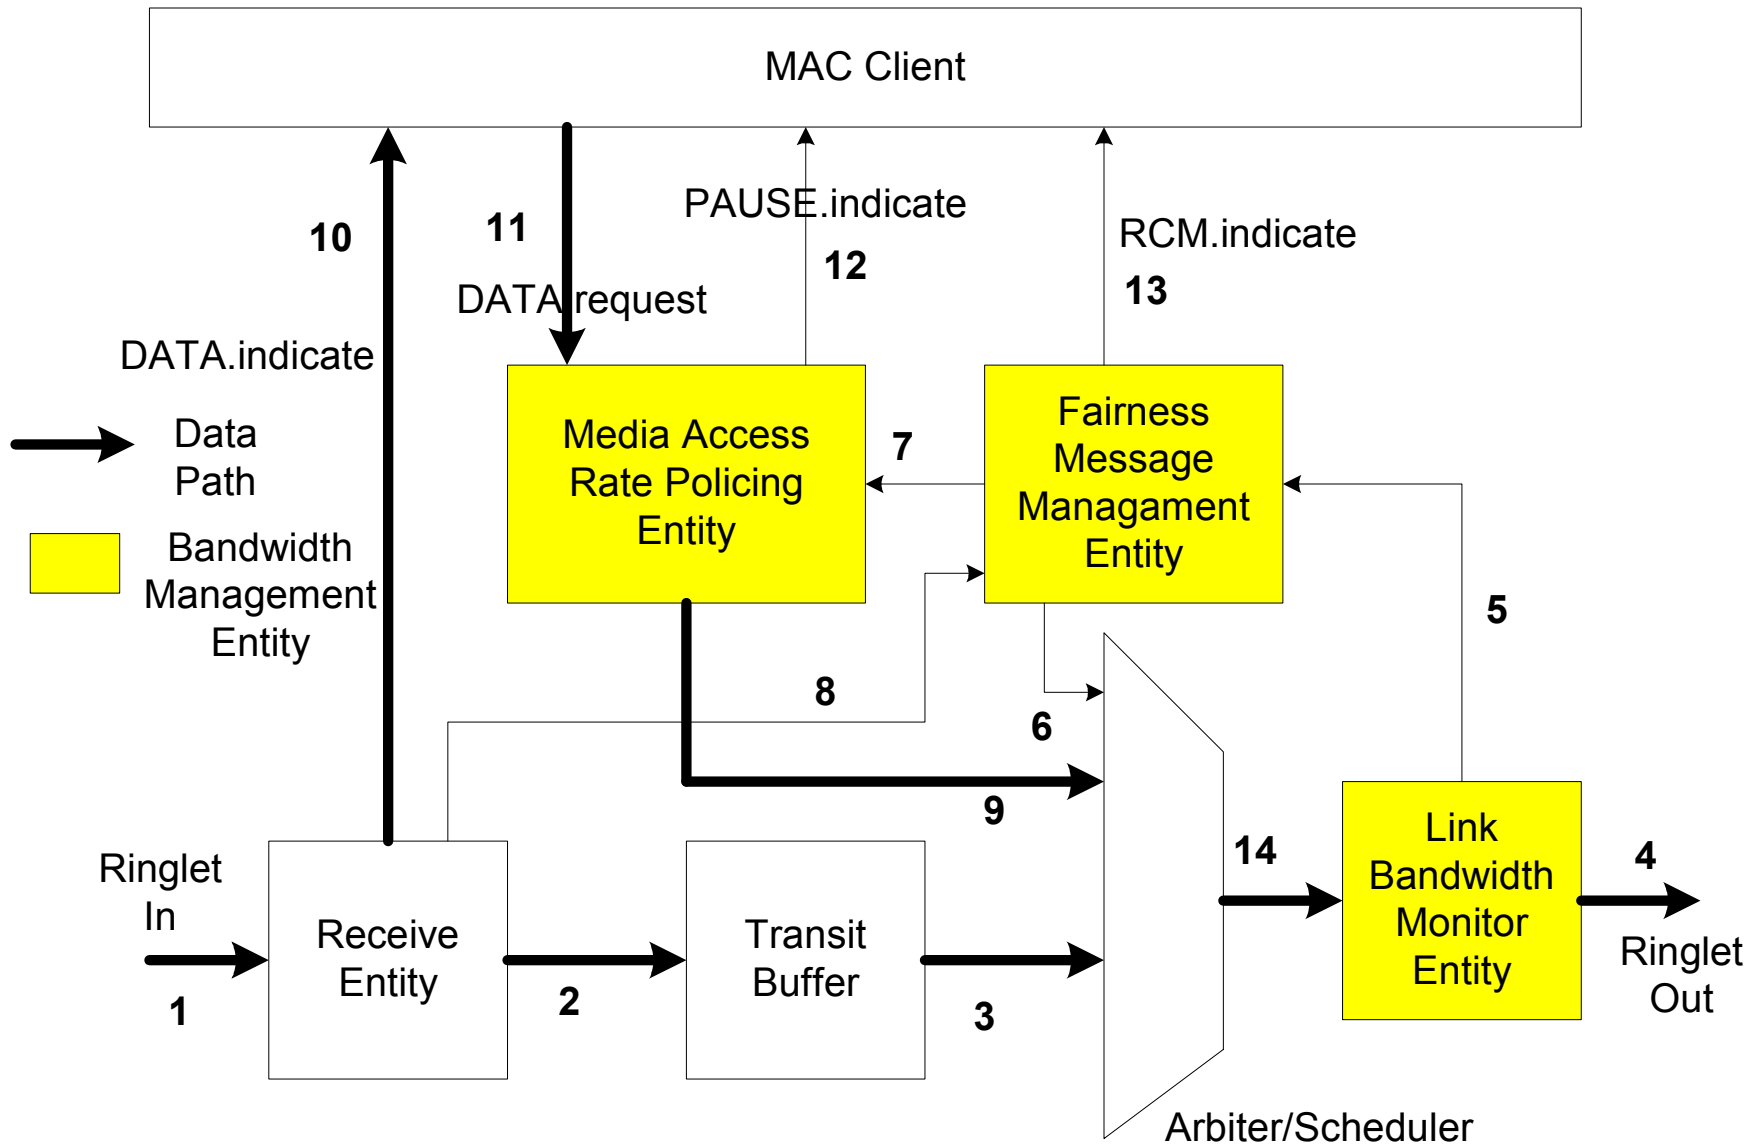 MAC Client
PAUSE.indicate
10
11
RCM.indicate
12
13
DATA.request
DATA.indicate
Data
Path
Media Access
Rate Policing
Entity
7
Fairness
Message
Managament
Entity
Bandwidth
Management
Entity
5
8
6
9
Ringlet
In
1
Receive
Entity
2
Transit
Buffer
3
14
Link
Bandwidth
Monitor
Entity
4
Ringlet
Out
Arbiter/Scheduler